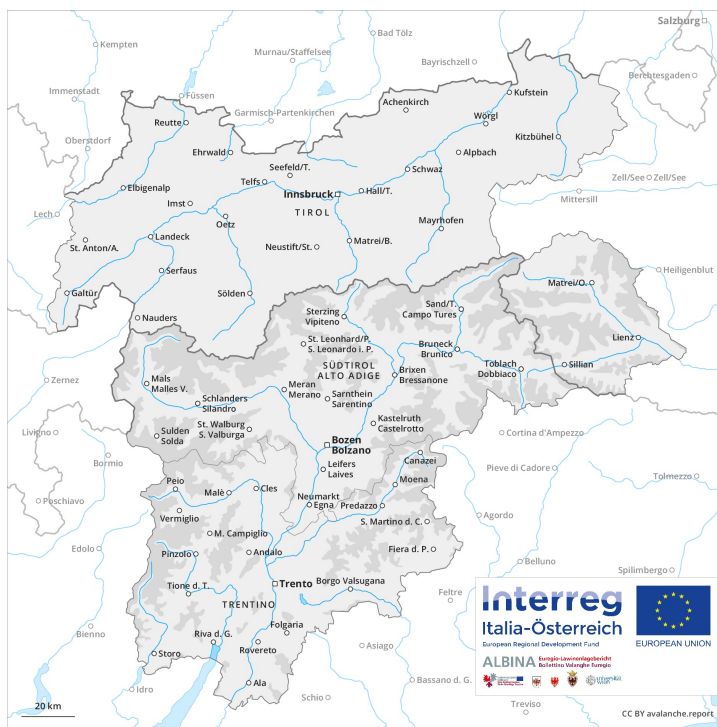 Salzburg
Kempten
Bad Tölz
Murnau/Staffelsee
Bayrischzell
Berchtesgaden
Immenstadt
Füssen
Kufstein
Achenkirch
Garmisch-Partenkirchen
Reutte
Wörgl
Oberstdorf
Kitzbühel
Ehrwald
Alpbach
Seefeld/T.
Schwaz
Telfs
Zell/See
Zell/See
Elbigenalp
Innsbruck
Hall/T.
Mittersill
Imst
TIROL
Lech
Oetz
Mayrhofen
Landeck
Neustift/St.
Matrei/B.
St. Anton/A.
Serfaus
Heiligenblut
Matrei/O.
Galtür
Sölden
Sand/T.
Campo Tures
Nauders
Sterzing
Vipiteno
Lienz
St. Leonhard/P.
S. Leonardo i. P.
Bruneck
Brunico
Toblach
Dobbiaco
Sillian
SÜDTIROL
ALTO ADIGE
Brixen
Bressanone
Zernez
Mals
Malles V.
Meran
Merano
Schlanders
Silandro
Sarnthein
Sarentino
Kastelruth
Castelrotto
St. Walburg
S. Valburga
Livigno
Sulden
Solda
Bozen
Bolzano
Cortina d'Ampezzo
Bormio
Canazei
Leifers
Laives
Pieve di Cadore
Tolmezzo
Peio
Moena
Cles
Malè
Poschiavo
Neumarkt
Egna
Predazzo
Vermiglio
Agordo
S. Martino d. C.
M. Campiglio
Edolo
Pinzolo
Andalo
Fiera d. P.
Belluno
Spilimbergo
Tione d. T.
Trento
Borgo Valsugana
Feltre
TRENTINO
Bienno
Folgaria
Riva d. G.
Rovereto
Asiago
Storo
Bassano d. G.
Idro
Ala
Schio
Treviso
20 km
Interreg
Italia-Österreich
European Regional Development Fund
EUROPEAN UNION
ALBINA Euregio-Lawinenlagebericht
Bollettino Valanghe Euregio
universität
wien
CC BY avalanche.report